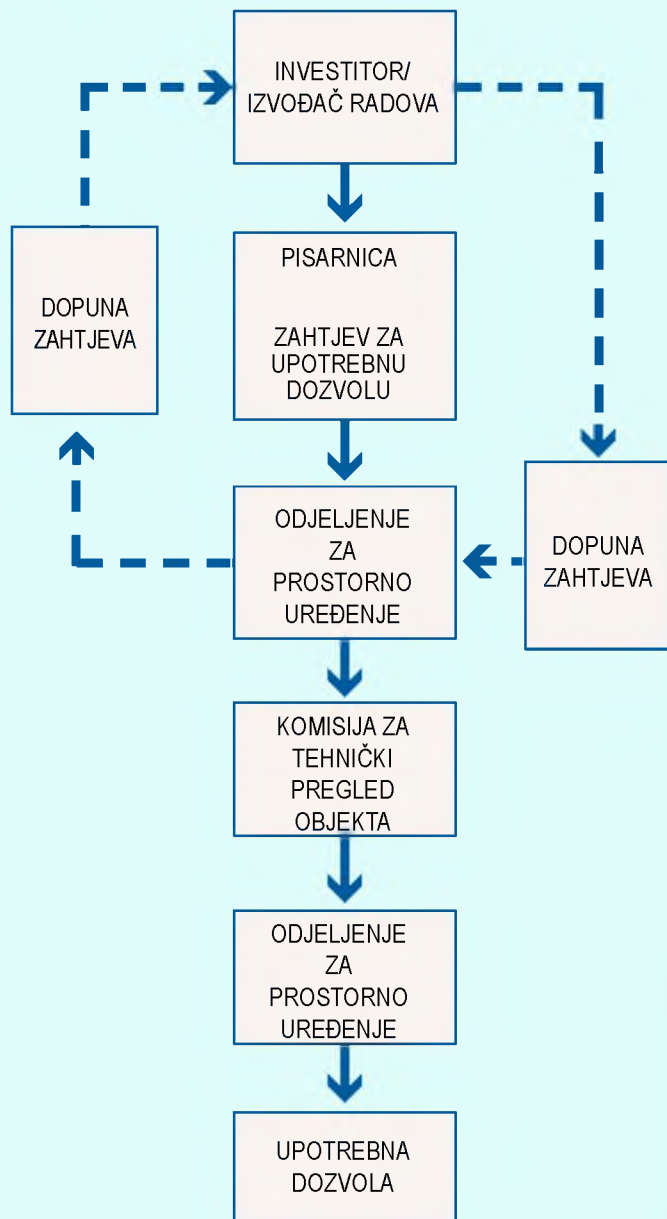 INVESTITOR/
IZVOĐAČ RADOVA
PISARNICA
ZAHTJEV ZA
UPOTREBNU
DOZVOLU
DOPUNA
ZAHTJEVA
ODJELJENJE
ZA
PROSTORNO
UREĐENJE
DOPUNA
ZAHTJEVA
KOMISIJA ZA
TEHNIČKI
PREGLED
OBJEKTA
ODJELJENJE
ZA
PROSTORNO
UREĐENJE
UPOTREBNA
DOZVOLA